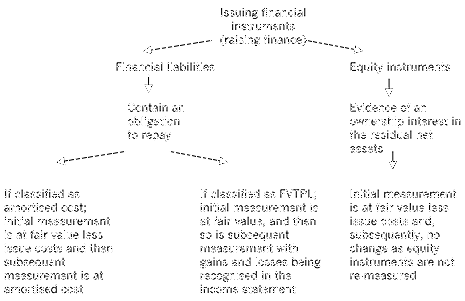 Issuing financial
instruments
(raising finance)
Financial liabilities
Equity instruments
Contain an
obligation
to repay
Evidence of an
ownership interest in
the residual net
assets
If classified as
amortised cost;
initial measurement
is at fair value less
issue costs and then
subsequent
measurement is at
amortised cost
If classified as FVTPL;
initial measurement is
at fair value, and then
so is subsequent
measurement with
gains and losses being
recognised in the
income statement
Initial measurement
is at fair value less
issue costs and,
subsequently, no
change as equity
instruments are not
re-measured